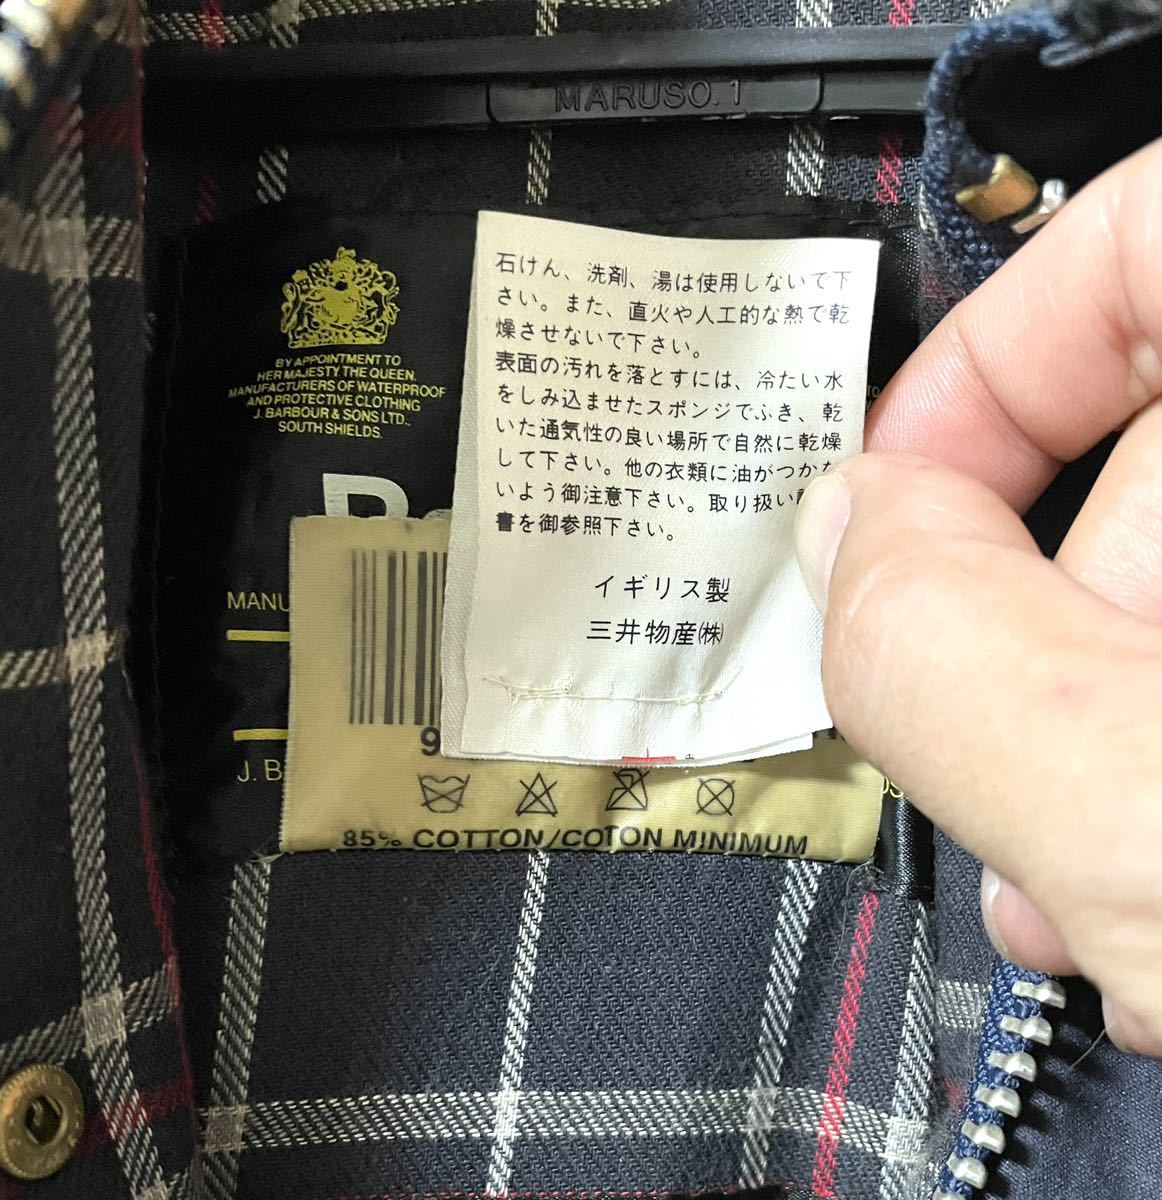 MARUSO.1
BY APPOINTMENT TO
HER MAJESTY THE QUEEN
MANUFACTURERS OF WATERPROOF
AND PROTECTIVE CLOTHING
J. BARBOUR & SONS LTD.,
SOUTH SHIELDS.
石けん、洗剤、湯は使用しないで下
さい。また、直火や人工的な熱で乾
燥させないで下さい。
表面の汚れを落とすには、冷たい水
をしみ込ませたスポンジでふき、乾
いた通気性の良い場所で自然に乾燥
して下さい。他の衣類に油がつかな
いよう御注意下さい。取り扱い
書を御参照下さい。
イギリス製
三井物産㈱
MANU
J. B
9
85% COTTON/COTON MINIMUM